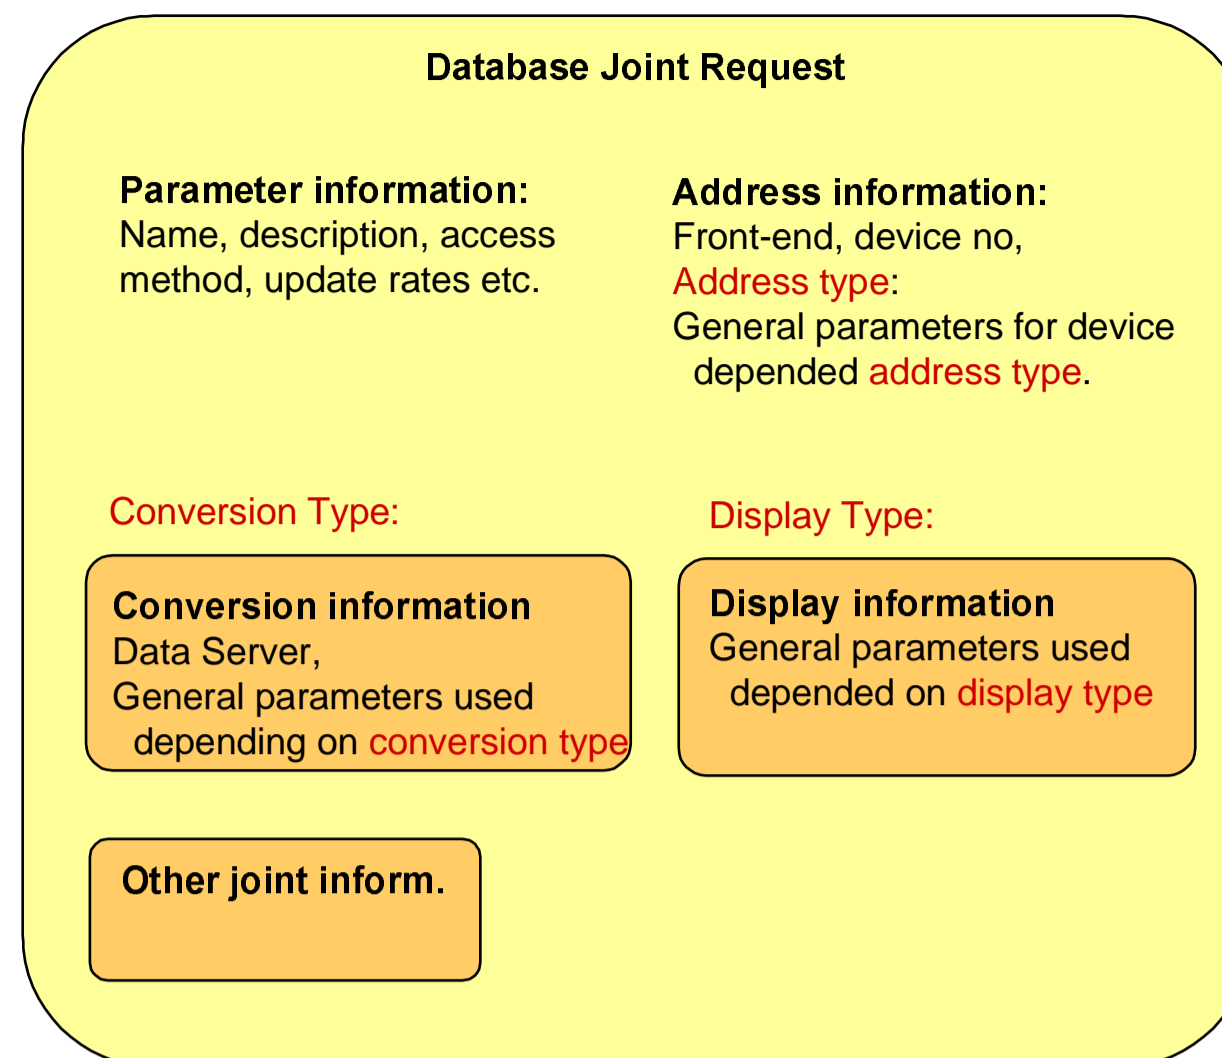 Database Joint Request
Parameter information:
Name, description, access
method, update rates etc.
Address information:
Front-end, device no,
Address type:
General parameters for device
depended address type.
Conversion Type:
Conversion information
Data Server,
General parameters used
depending on conversion type
Display Type:
Display information
General parameters used
depended on display type
Other joint inform.